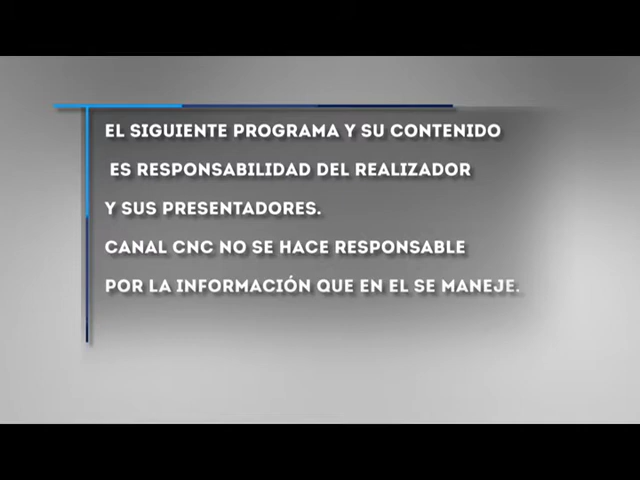 EL SIGUIENTE PROGRAMA Y SU CONTENIDO
ES RESPONSABILIDAD DEL REALIZADOR
Y SUS PRESENTADORES.
CANAL CNC NO SE HACE RESPONSABLE
POR LA INFORMACIÓN QUE EN EL SE MANEJE.